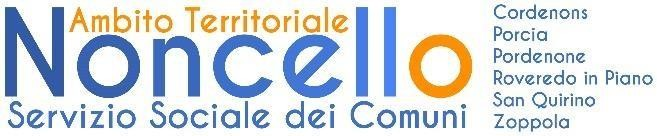 Ambito Territoriale
Noncello
Servizio Sociale dei Comuni
Cordenons
Porcia
Pordenone
Roveredo in Piano
San Quirino
Zoppola